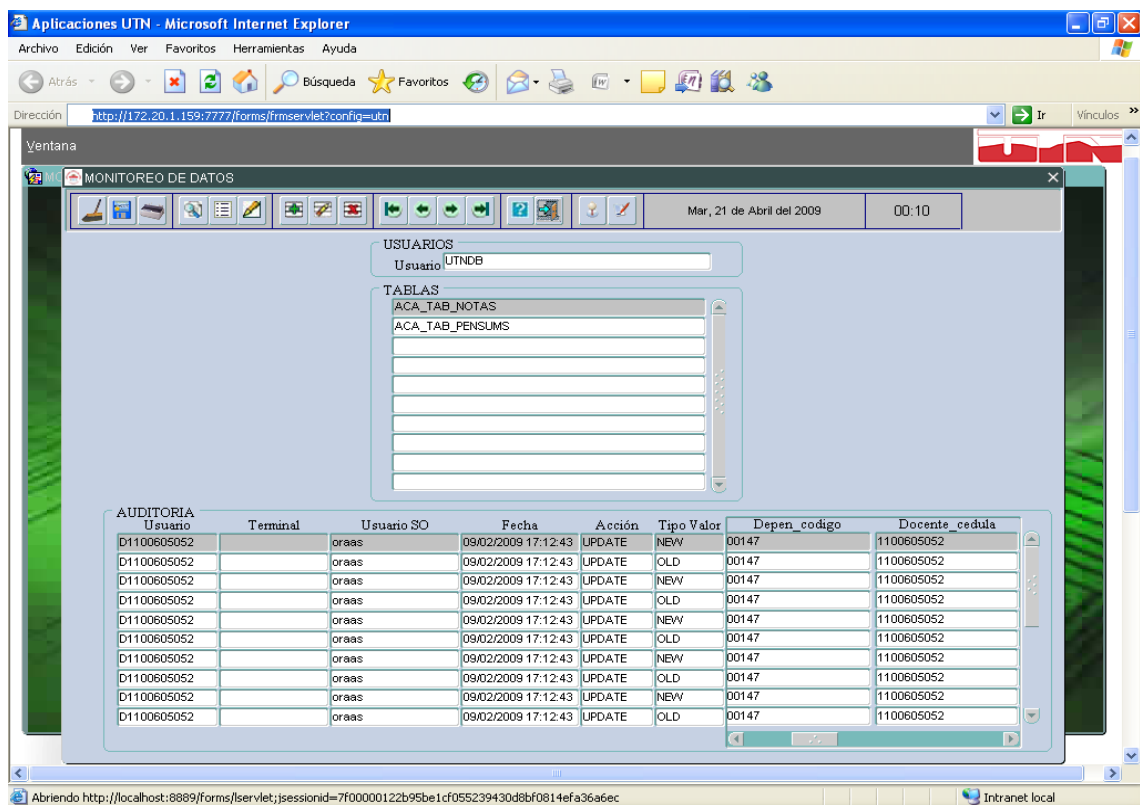 Aplicaciones UTN - Microsoft Internet Explorer
Archivo Edición Ver Favoritos Herramientas Ayuda
Atrás Búsqueda Favoritos
Dirección http://172.20.1.159:7777/forms/frmservlet?config=utn Ir Vínculos
Ventana
MONITOREO DE DATOS
Mar, 21 de Abril del 2009 00:10
USUARIOS
Usuario UTNDB
TABLAS
ACA_TAB_NOTAS
ACA_TAB_PENSUMS
AUDITORIA
Usuario Terminal Usuario SO Fecha Acción Tipo Valor Depen_codigo Docente_cedula
D1100605052 oraas 09/02/2009 17:12:43 UPDATE NEW 00147 1100605052
D1100605052 oraas 09/02/2009 17:12:43 UPDATE OLD 00147 1100605052
D1100605052 oraas 09/02/2009 17:12:43 UPDATE NEW 00147 1100605052
D1100605052 oraas 09/02/2009 17:12:43 UPDATE OLD 00147 1100605052
D1100605052 oraas 09/02/2009 17:12:43 UPDATE NEW 00147 1100605052
D1100605052 oraas 09/02/2009 17:12:43 UPDATE OLD 00147 1100605052
D1100605052 oraas 09/02/2009 17:12:43 UPDATE NEW 00147 1100605052
D1100605052 oraas 09/02/2009 17:12:43 UPDATE OLD 00147 1100605052
D1100605052 oraas 09/02/2009 17:12:43 UPDATE NEW 00147 1100605052
D1100605052 oraas 09/02/2009 17:12:43 UPDATE OLD 00147 1100605052
Abriendo http://localhost:8889/forms/lservlet;jsessionid=7f00000122b95be1cf055239430d8bf0814efa36a6ec Intranet local